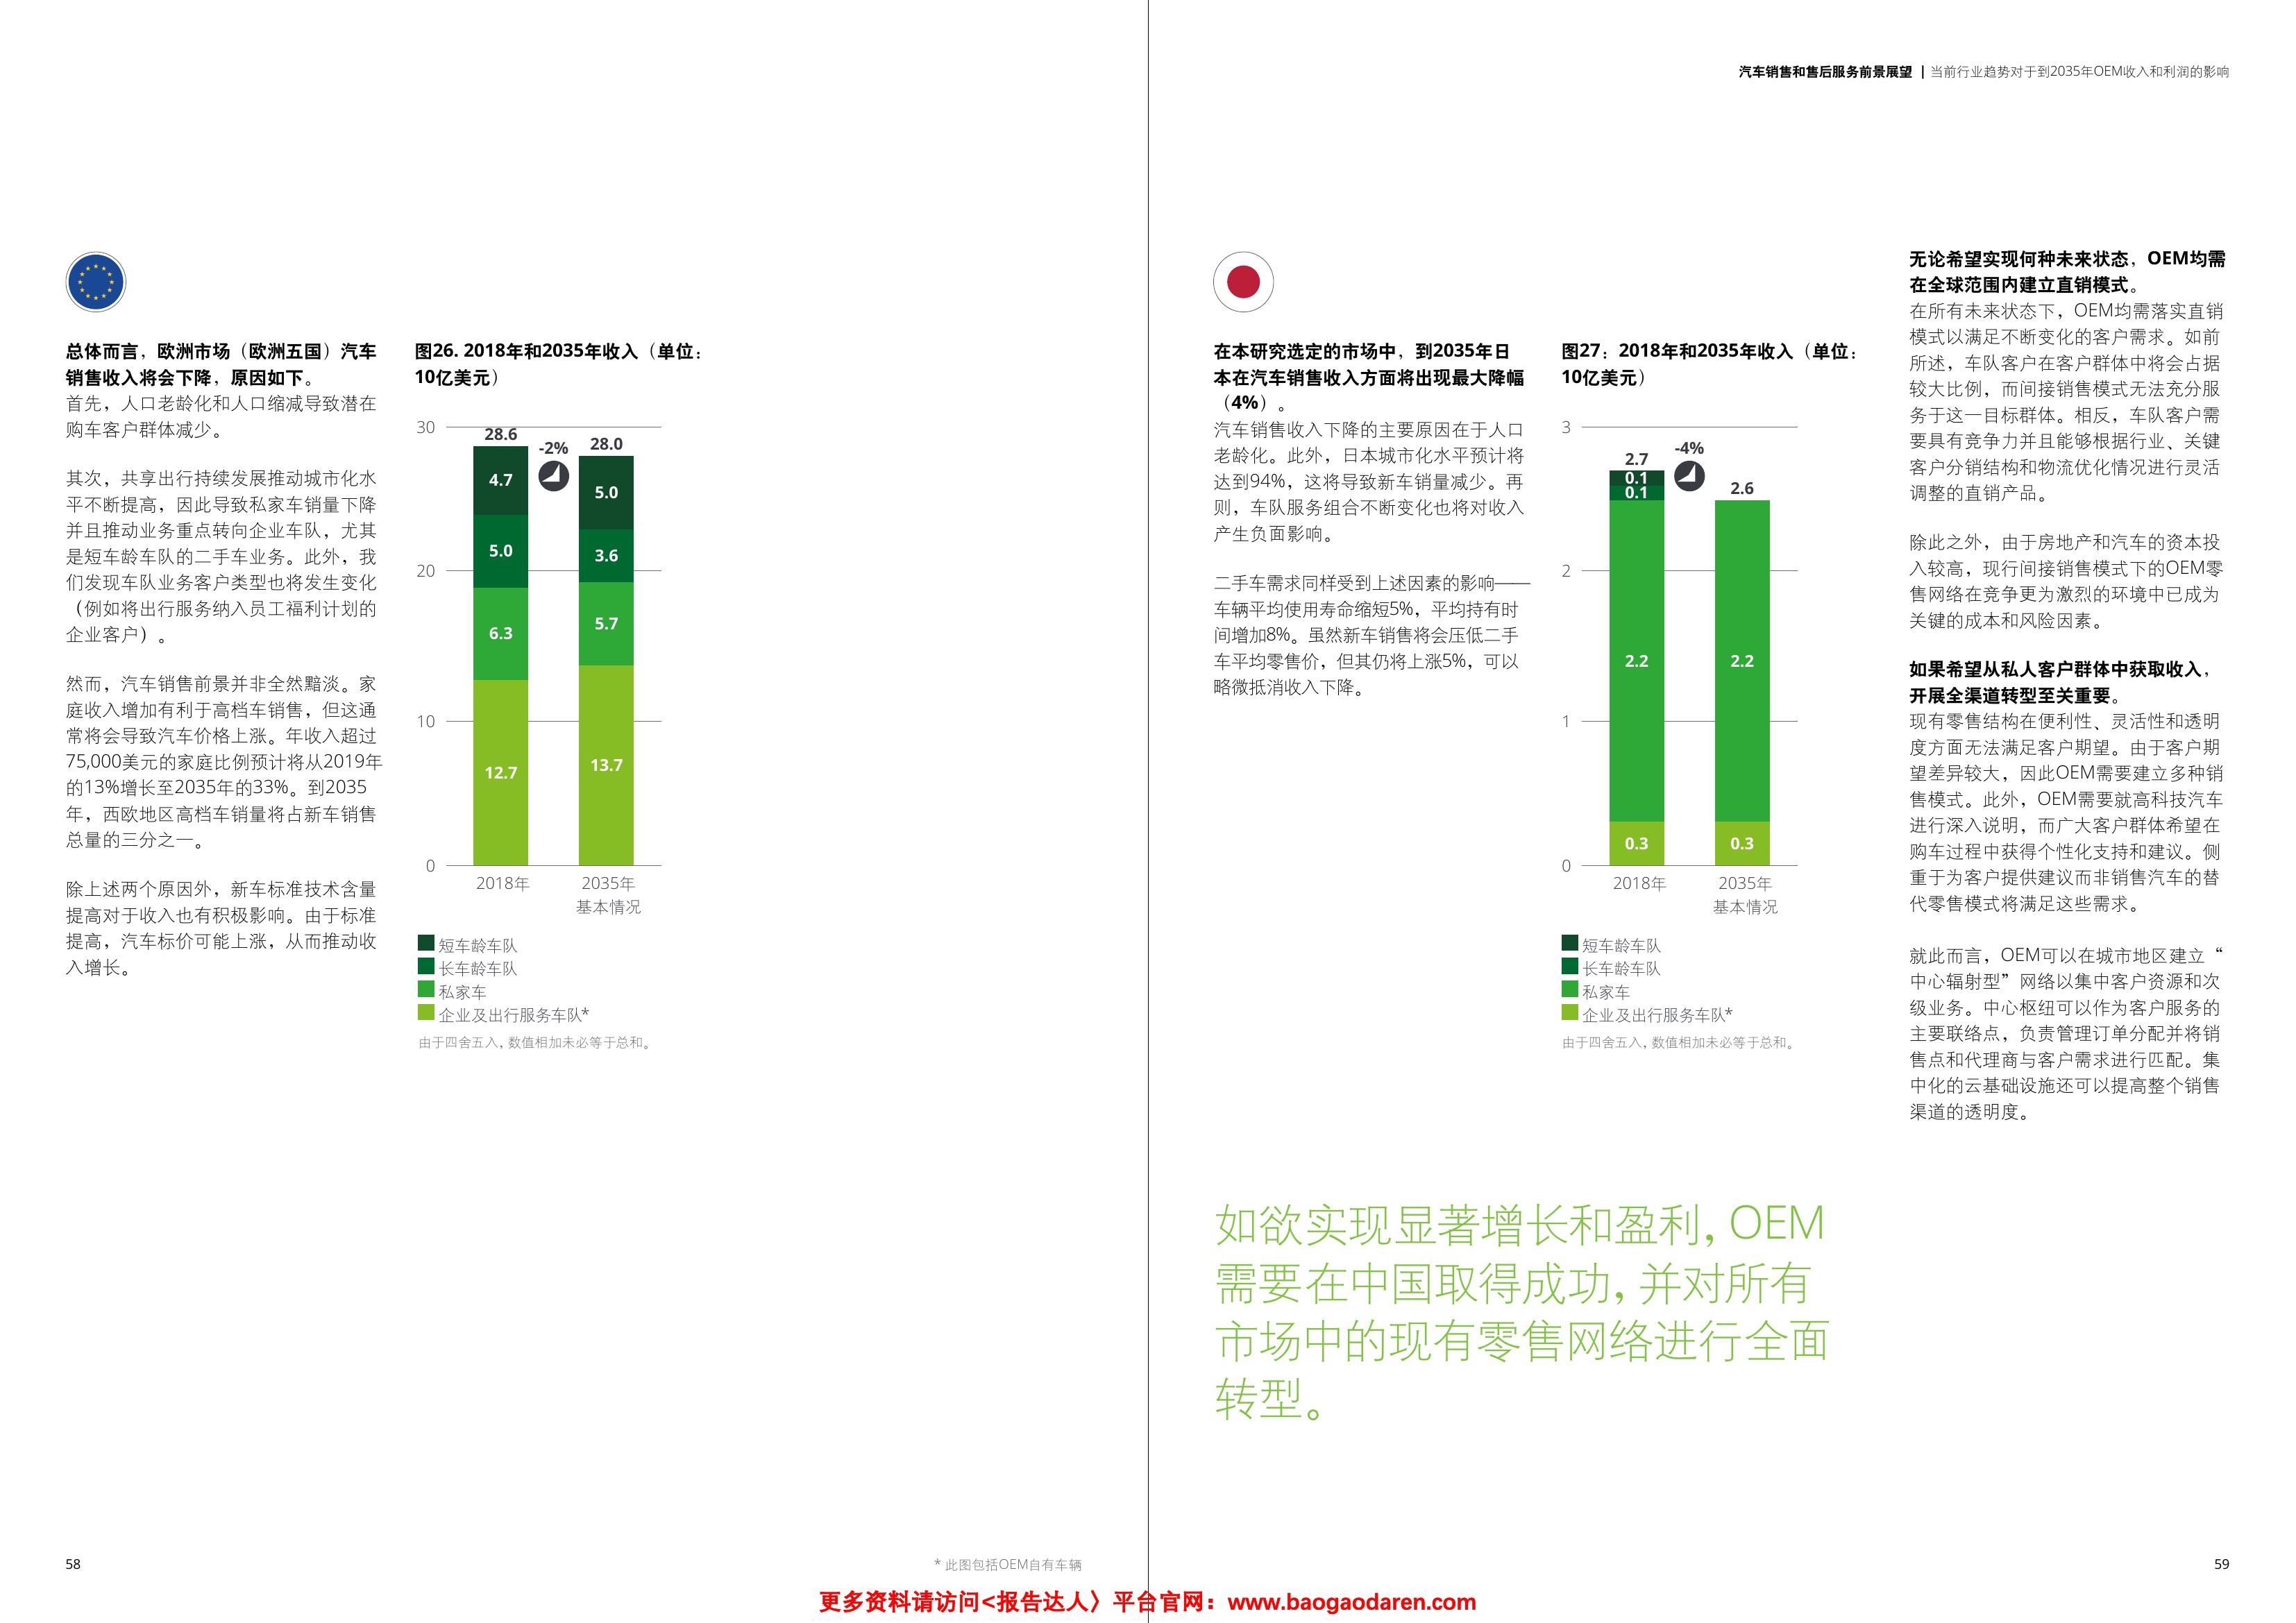 汽车销售和售后服务前景展望 | 当前行业趋势对于到2035年OEM收入和利润的影响
总体而言，欧洲市场（欧洲五国）汽车
销售收入将会下降，原因如下。
首先，人口老龄化和人口缩减导致潜在
购车客户群体减少。
其次，共享出行持续发展推动城市化水
平不断提高，因此导致私家车销量下降
并且推动业务重点转向企业车队，尤其
是短车龄车队的二手车业务。此外，我
们发现车队业务客户类型也将发生变化
（例如将出行服务纳入员工福利计划的
企业客户）。
然而，汽车销售前景并非全然黯淡。家
庭收入增加有利于高档车销售，但这通
常将会导致汽车价格上涨。年收入超过
75,000美元的家庭比例预计将从2019年
的13%增长至2035年的33%。到2035
年，西欧地区高档车销量将占新车销售
总量的三分之一。
除上述两个原因外，新车标准技术含量
提高对于收入也有积极影响。由于标准
提高，汽车标价可能上涨，从而推动收
入增长。
图26. 2018年和2035年收入（单位：
10亿美元）
30
28.6
-2%
28.0
4.7
5.0
5.0
3.6
20
6.3
5.7
10
12.7
13.7
0
2018年
2035年
基本情况
短车龄车队
长车龄车队
私家车
企业及出行服务车队*
由于四舍五入，数值相加未必等于总和。
在本研究选定的市场中，到2035年日
本在汽车销售收入方面将出现最大降幅
（4%）。
汽车销售收入下降的主要原因在于人口
老龄化。此外，日本城市化水平预计将
达到94%，这将导致新车销量减少。再
则，车队服务组合不断变化也将对收入
产生负面影响。
二手车需求同样受到上述因素的影响——
车辆平均使用寿命缩短5%，平均持有时
间增加8%。虽然新车销售将会压低二手
车平均零售价，但其仍将上涨5%，可以
略微抵消收入下降。
图27：2018年和2035年收入（单位：
10亿美元）
3
2.7
-4%
2.6
0.1
0.1
2
2.2
2.2
1
0.3
0.3
0
2018年
2035年
基本情况
短车龄车队
长车龄车队
私家车
企业及出行服务车队*
由于四舍五入，数值相加未必等于总和。
无论希望实现何种未来状态，OEM均需
在全球范围内建立直销模式。
在所有未来状态下，OEM均需落实直销
模式以满足不断变化的客户需求。如前
所述，车队客户在客户群体中将会占据
较大比例，而间接销售模式无法充分服
务于这一目标群体。相反，车队客户需
要具有竞争力并且能够根据行业、关键
客户分销结构和物流优化情况进行灵活
调整的直销产品。
除此之外，由于房地产和汽车的资本投
入较高，现行间接销售模式下的OEM零
售网络在竞争更为激烈的环境中已成为
关键的成本和风险因素。
如果希望从私人客户群体中获取收入，
开展全渠道转型至关重要。
现有零售结构在便利性、灵活性和透明
度方面无法满足客户期望。由于客户期
望差异较大，因此OEM需要建立多种销
售模式。此外，OEM需要就高科技汽车
进行深入说明，而广大客户群体希望在
购车过程中获得个性化支持和建议。侧
重于为客户提供建议而非销售汽车的替
代零售模式将满足这些需求。
就此而言，OEM可以在城市地区建立“
中心辐射型”网络以集中客户资源和次
级业务。中心枢纽可以作为客户服务的
主要联络点，负责管理订单分配并将销
售点和代理商与客户需求进行匹配。集
中化的云基础设施还可以提高整个销售
渠道的透明度。
如欲实现显著增长和盈利，OEM
需要在中国取得成功，并对所有
市场中的现有零售网络进行全面
转型。
58
* 此图包括OEM自有车辆
59
更多资料请访问<报告达人〉平台官网：www.baogaodaren.com